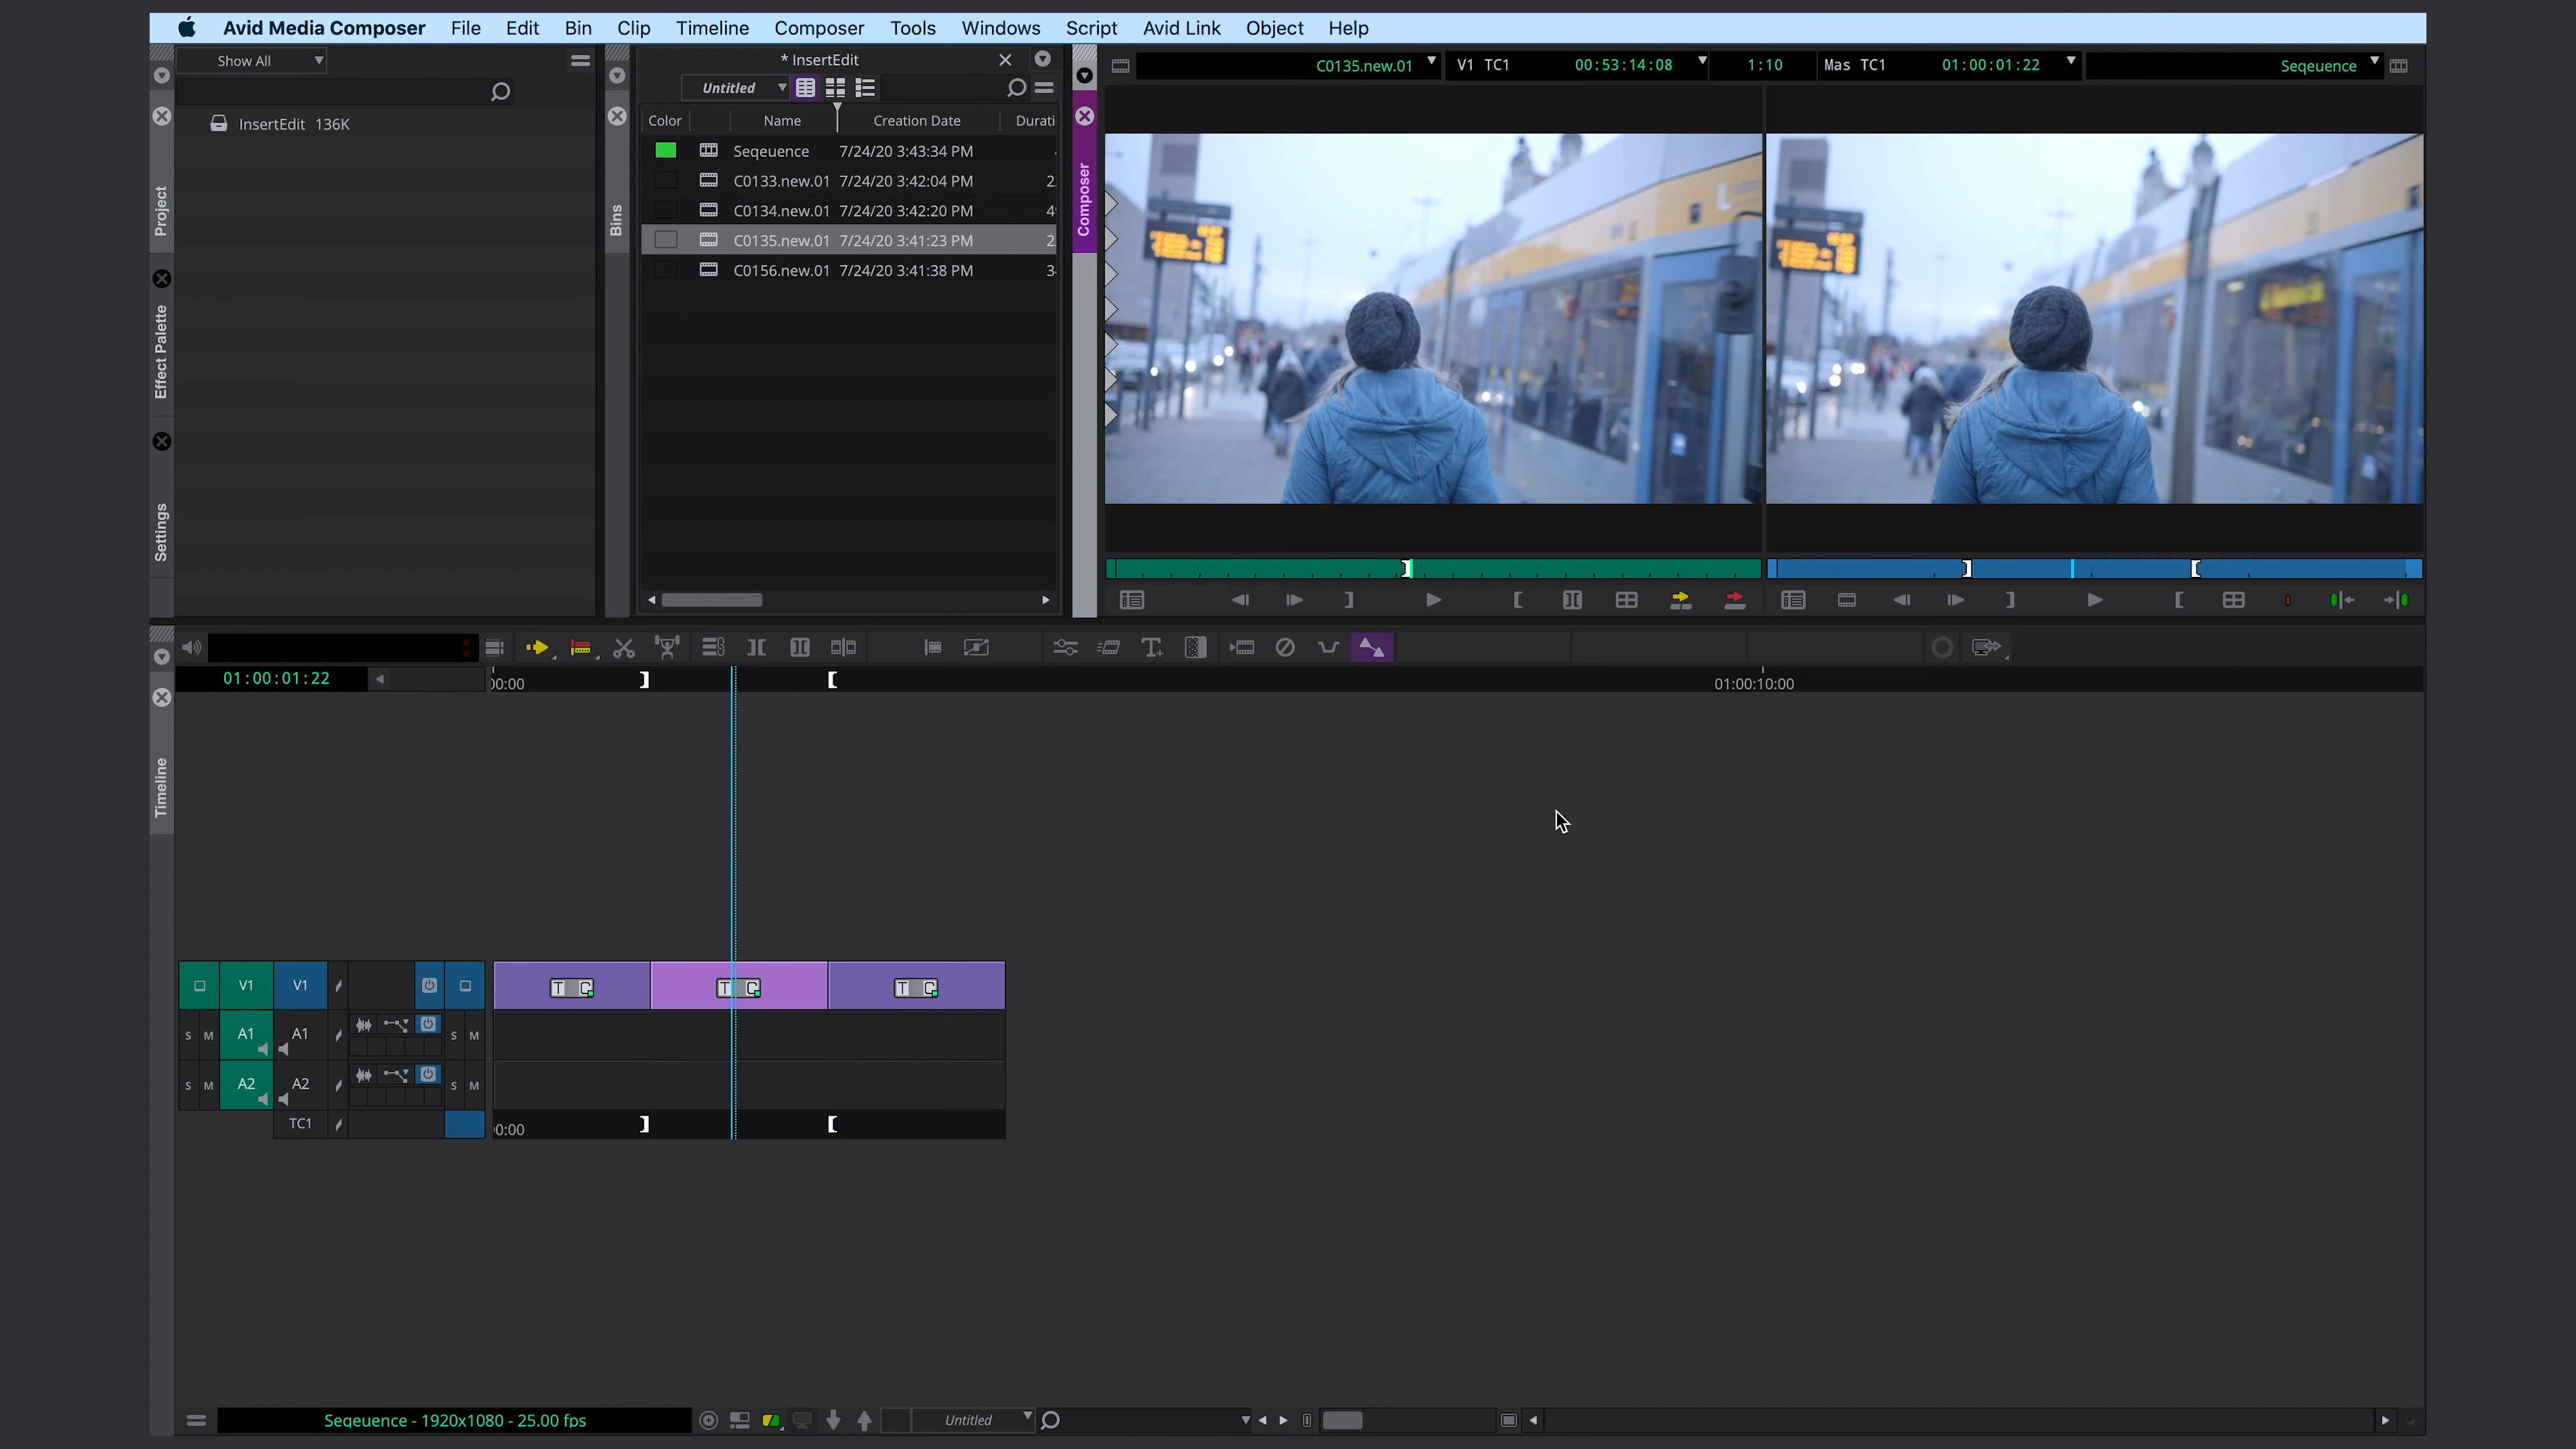 Avid Media Composer File Edit Bin Clip Timeline Composer Tools Windows Script Avid Link Object Help
Show All
InsertEdit 136K
Project
Effect Palette
Settings
Bins
* InsertEdit
Untitled
Color Name Creation Date Durati
Seqeuence 7/24/20 3:43:34 PM
C0133.new.01 7/24/20 3:42:04 PM 2
C0134.new.01 7/24/20 3:42:20 PM 4
C0135.new.01 7/24/20 3:41:23 PM 2
C0156.new.01 7/24/20 3:41:38 PM 3
Composer
C0135.new.01 V1 TC1 00:53:14:08 1:10 Mas TC1 01:00:01:22 Seqeuence
Timeline
01:00:01:22
00:00 01:00:10:00
V1 V1 T C T C T C
S M A1 A1 S M
S M A2 A2 S M
TC1 00:00
Seqeuence - 1920x1080 - 25.00 fps Untitled